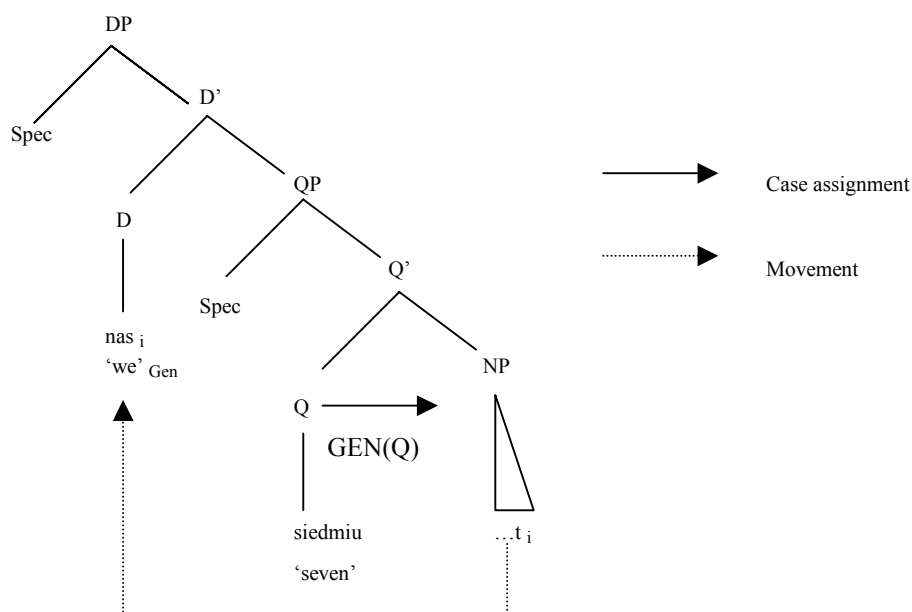 DP
D’
Spec
QP
Case assignment
D
Movement
Q’
Spec
nas i
‘we’ Gen
NP
Q
GEN(Q)
siedmiu
…t i
‘seven’